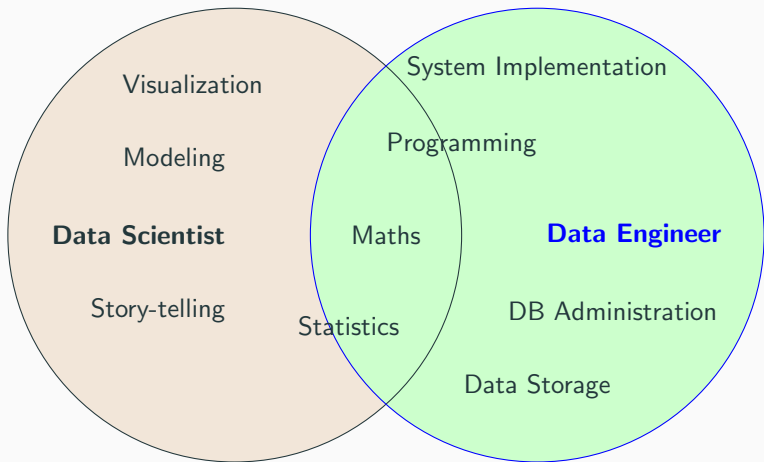 System Implementation
Visualization
Programming
Modeling
Data Scientist
Maths
Data Engineer
Story-telling
DB Administration
Statistics
Data Storage